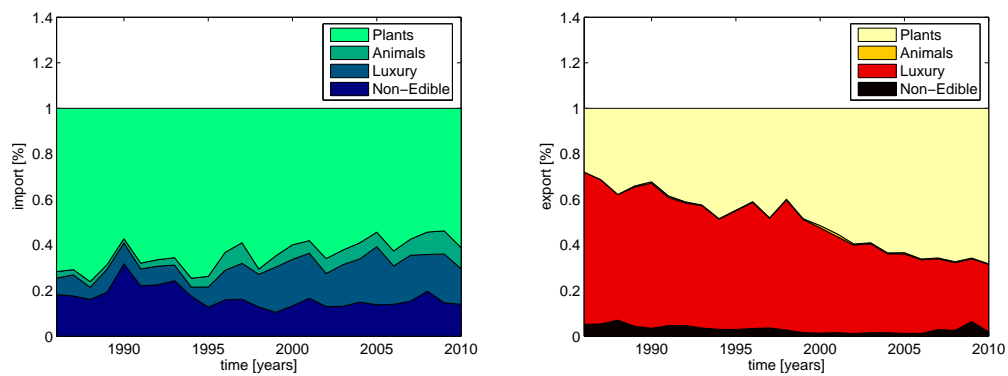 1.4
1.2
1
0.8
0.6
0.4
0.2
0
import [%]
1990
1995
2000
2005
2010
time [years]
Plants
Animals
Luxury
Non−Edible
1.4
1.2
1
0.8
0.6
0.4
0.2
0
export [%]
1990
1995
2000
2005
2010
time [years]
Plants
Animals
Luxury
Non−Edible